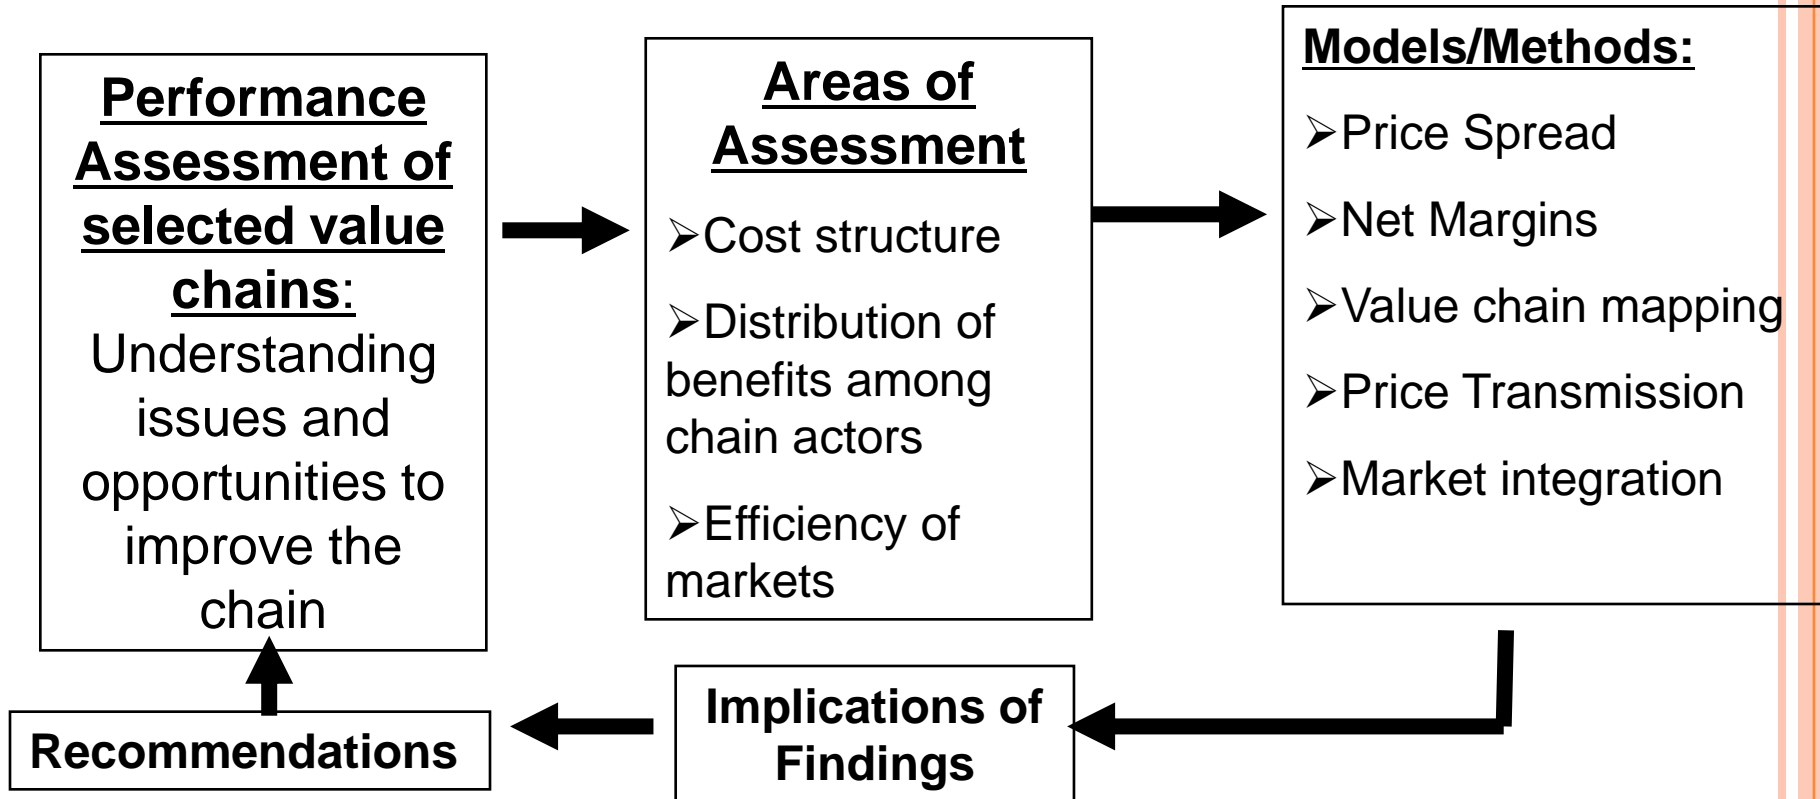 Performance
Assessment of
selected value
chains:
Understanding
issues and
opportunities to
improve the
chain
Areas of
Assessment
➢Cost structure
➢Distribution of
benefits among
chain actors
➢Efficiency of
markets
Models/Methods:
➢Price Spread
➢Net Margins
➢Value chain mapping
➢Price Transmission
➢Market integration
Implications of
Findings
Recommendations